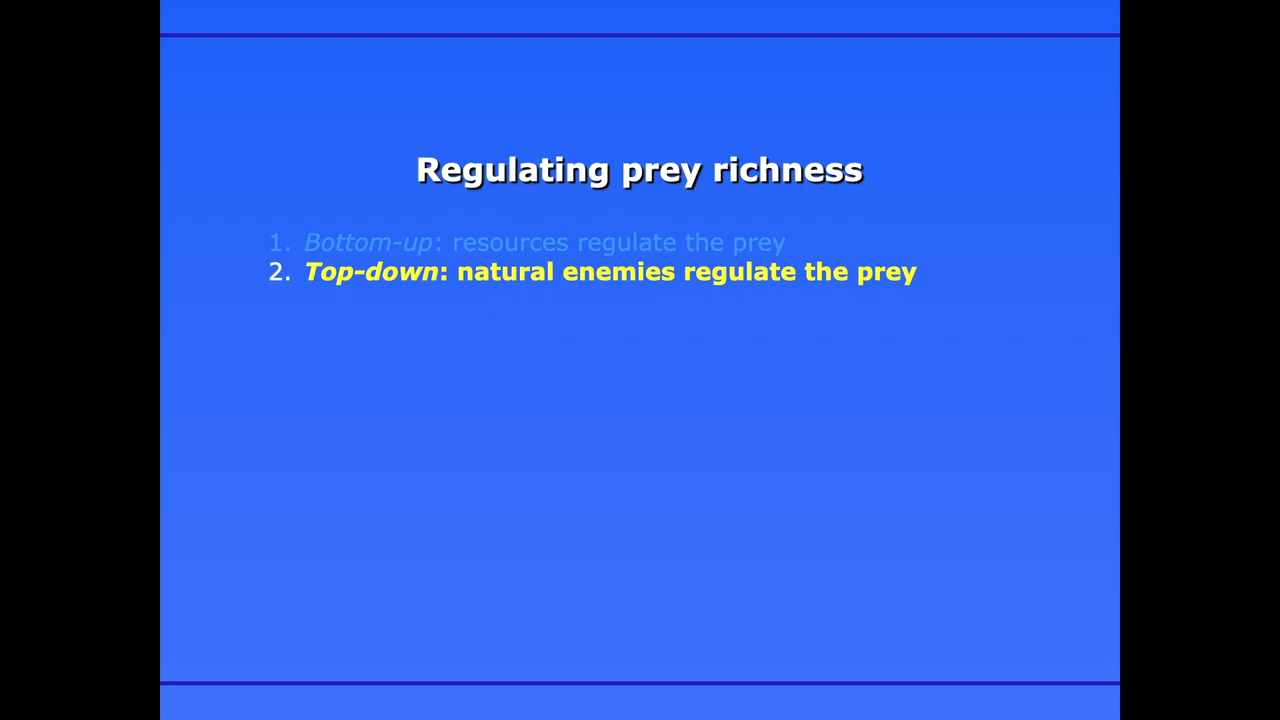 Regulating prey richness
1. Bottom-up: resources regulate the prey
2. Top-down: natural enemies regulate the prey